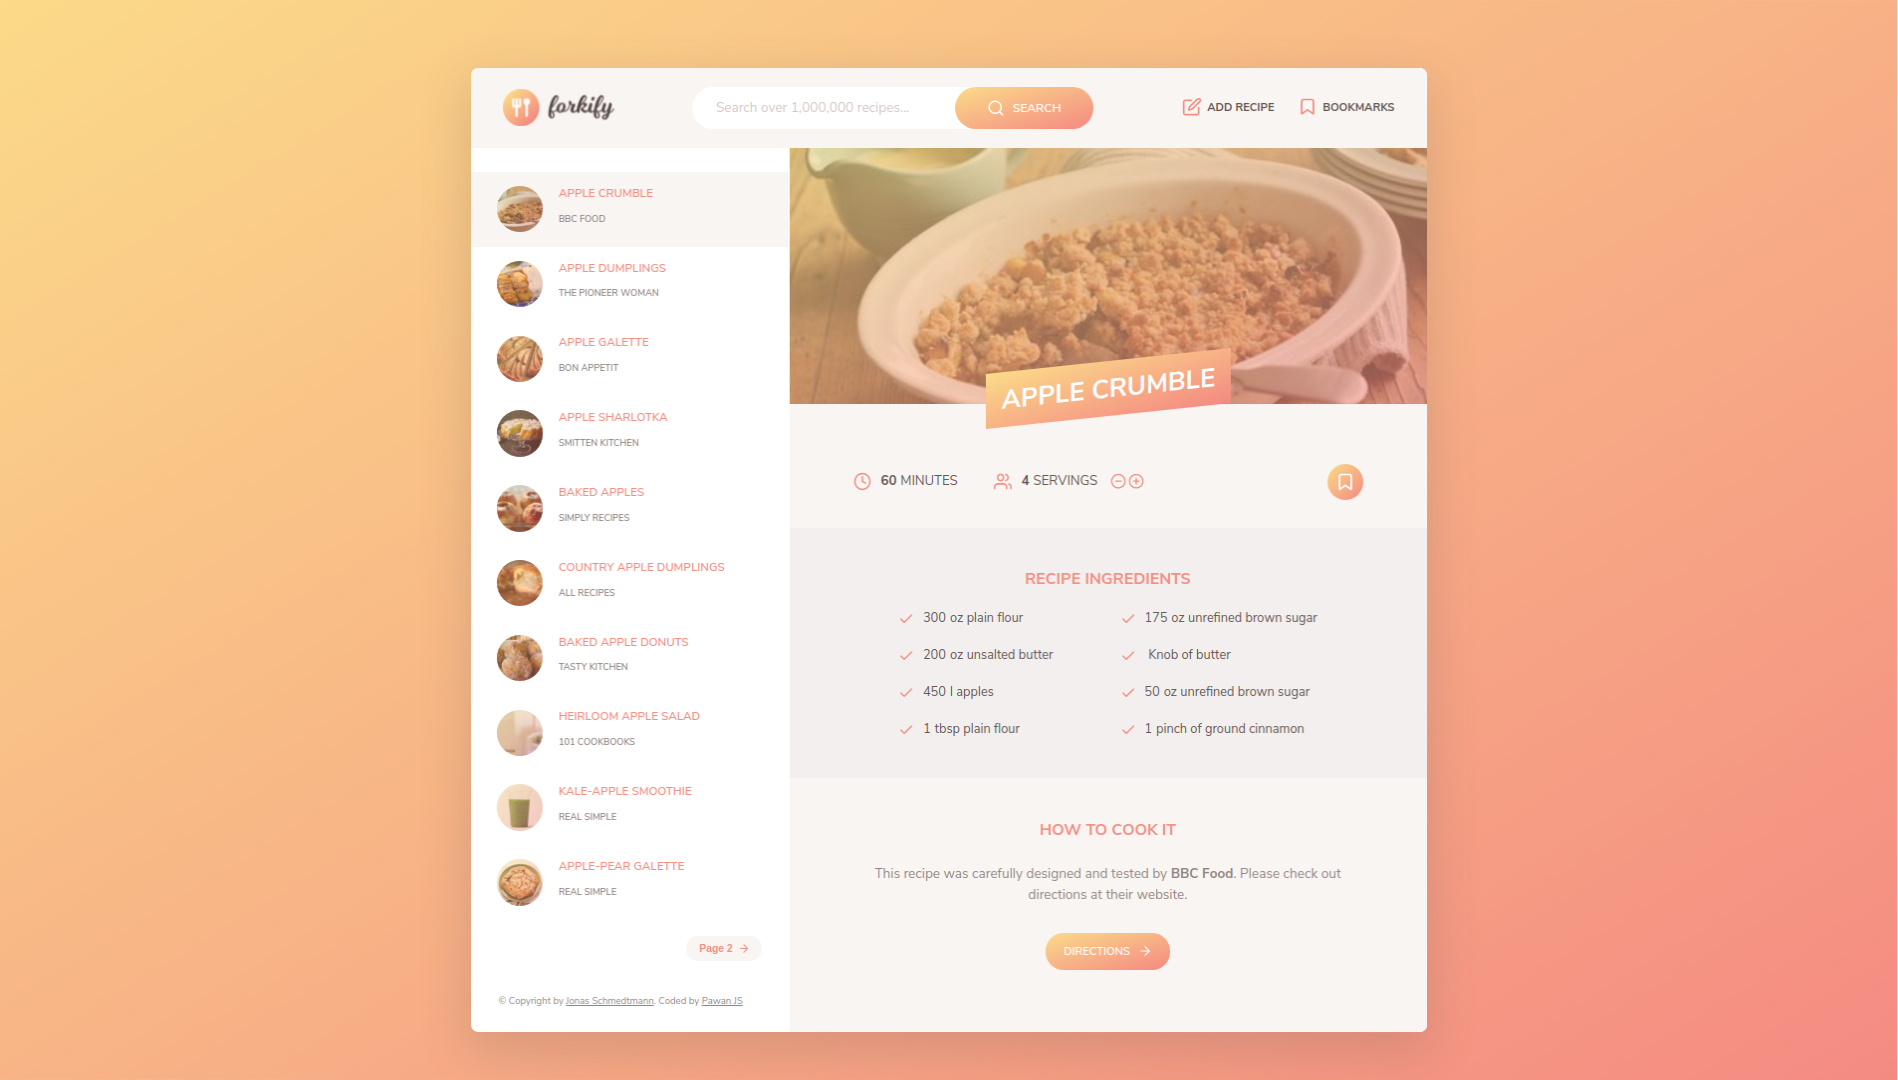 forkify
Search over 1,000,000 recipes...
SEARCH
ADD RECIPE
BOOKMARKS
APPLE CRUMBLE
BBC FOOD
APPLE DUMPLINGS
THE PIONEER WOMAN
APPLE GALETTE
BON APPETIT
APPLE SHARLOTKA
SMITTEN KITCHEN
BAKED APPLES
SIMPLY RECIPES
COUNTRY APPLE DUMPLINGS
ALL RECIPES
BAKED APPLE DONUTS
TASTY KITCHEN
HEIRLOOM APPLE SALAD
101 COOKBOOKS
KALE-APPLE SMOOTHIE
REAL SIMPLE
APPLE-PEAR GALETTE
REAL SIMPLE
Page 2
© Copyright by Jonas Schmedtmann. Coded by Pawan JS
APPLE CRUMBLE
60 MINUTES
4 SERVINGS
RECIPE INGREDIENTS
300 oz plain flour
175 oz unrefined brown sugar
200 oz unsalted butter
Knob of butter
450 l apples
50 oz unrefined brown sugar
1 tbsp plain flour
1 pinch of ground cinnamon
HOW TO COOK IT
This recipe was carefully designed and tested by BBC Food. Please check out
directions at their website.
DIRECTIONS